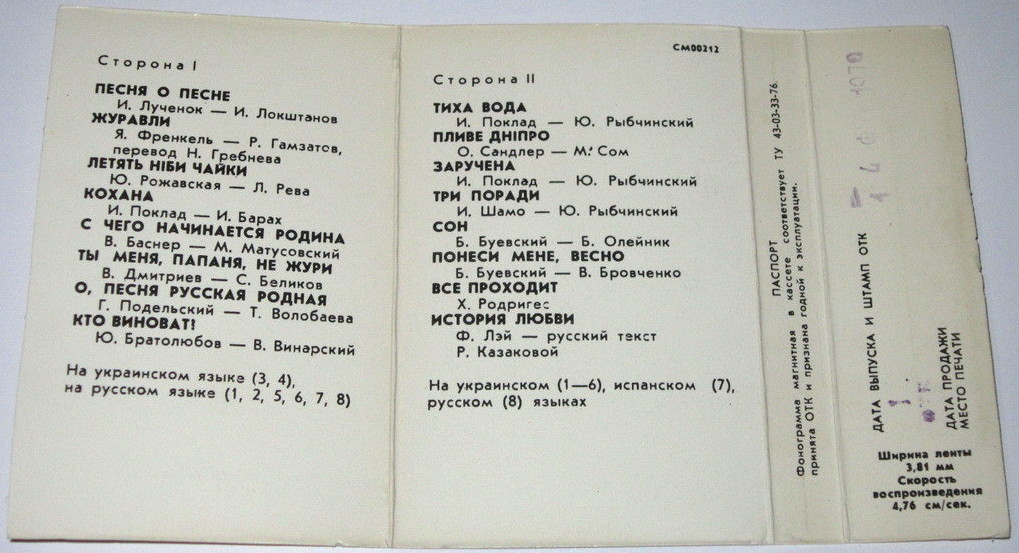 Сторона I
ПЕСНЯ О ПЕСНЕ
И. Лученок — И. Локштанов
ЖУРАВЛИ
Я. Френкель — Р. Гамзатов,
перевод Н. Гребнева
ЛЕТЯТЬ НІБИ ЧАЙКИ
Ю. Рожавская — Л. Рева
КОХАНА
И. Поклад — И. Барах
С ЧЕГО НАЧИНАЕТСЯ РОДИНА
В. Баснер — М. Матусовский
ТЫ МЕНЯ, ПАПАНЯ, НЕ ЖУРИ
В. Дмитриев — С. Беликов
О, ПЕСНЯ РУССКАЯ РОДНАЯ
Г. Подельский — Т. Волобаева
КТО ВИНОВАТ!
Ю. Братолюбов — В. Винарский
На украинском языке (3, 4),
на русском языке (1, 2, 5, 6, 7, 8)
СМ00212
Сторона II
ТИХА ВОДА
И. Поклад — Ю. Рыбчинский
ПЛИВЕ ДНІПРО
О. Сандлер — М. Сом
ЗАРУЧЕНА
И. Поклад — Ю. Рыбчинский
ТРИ ПОРАДИ
И. Шамо — Ю. Рыбчинский
СОН
Б. Буевский — Б. Олейник
ПОНЕСИ МЕНЕ, ВЕСНО
Б. Буевский — В. Бровченко
ВСЕ ПРОХОДИТ
Х. Родригес
ИСТОРИЯ ЛЮБВИ
Ф. Лэй — русский текст
Р. Казаковой
На украинском (1—6), испанском (7),
русском (8) языках
ПАСПОРТ
Фонограмма магнитная в кассете соответствует ТУ 43-03-33-76.
принята ОТК и признана годной к эксплуатации.
ДАТА ВЫПУСКА И ШТАМП ОТК
ДАТА ПРОДАЖИ
МЕСТО ПЕЧАТИ
Ширина ленты
3,81 мм
Скорость
воспроизведения
4,76 см/сек.